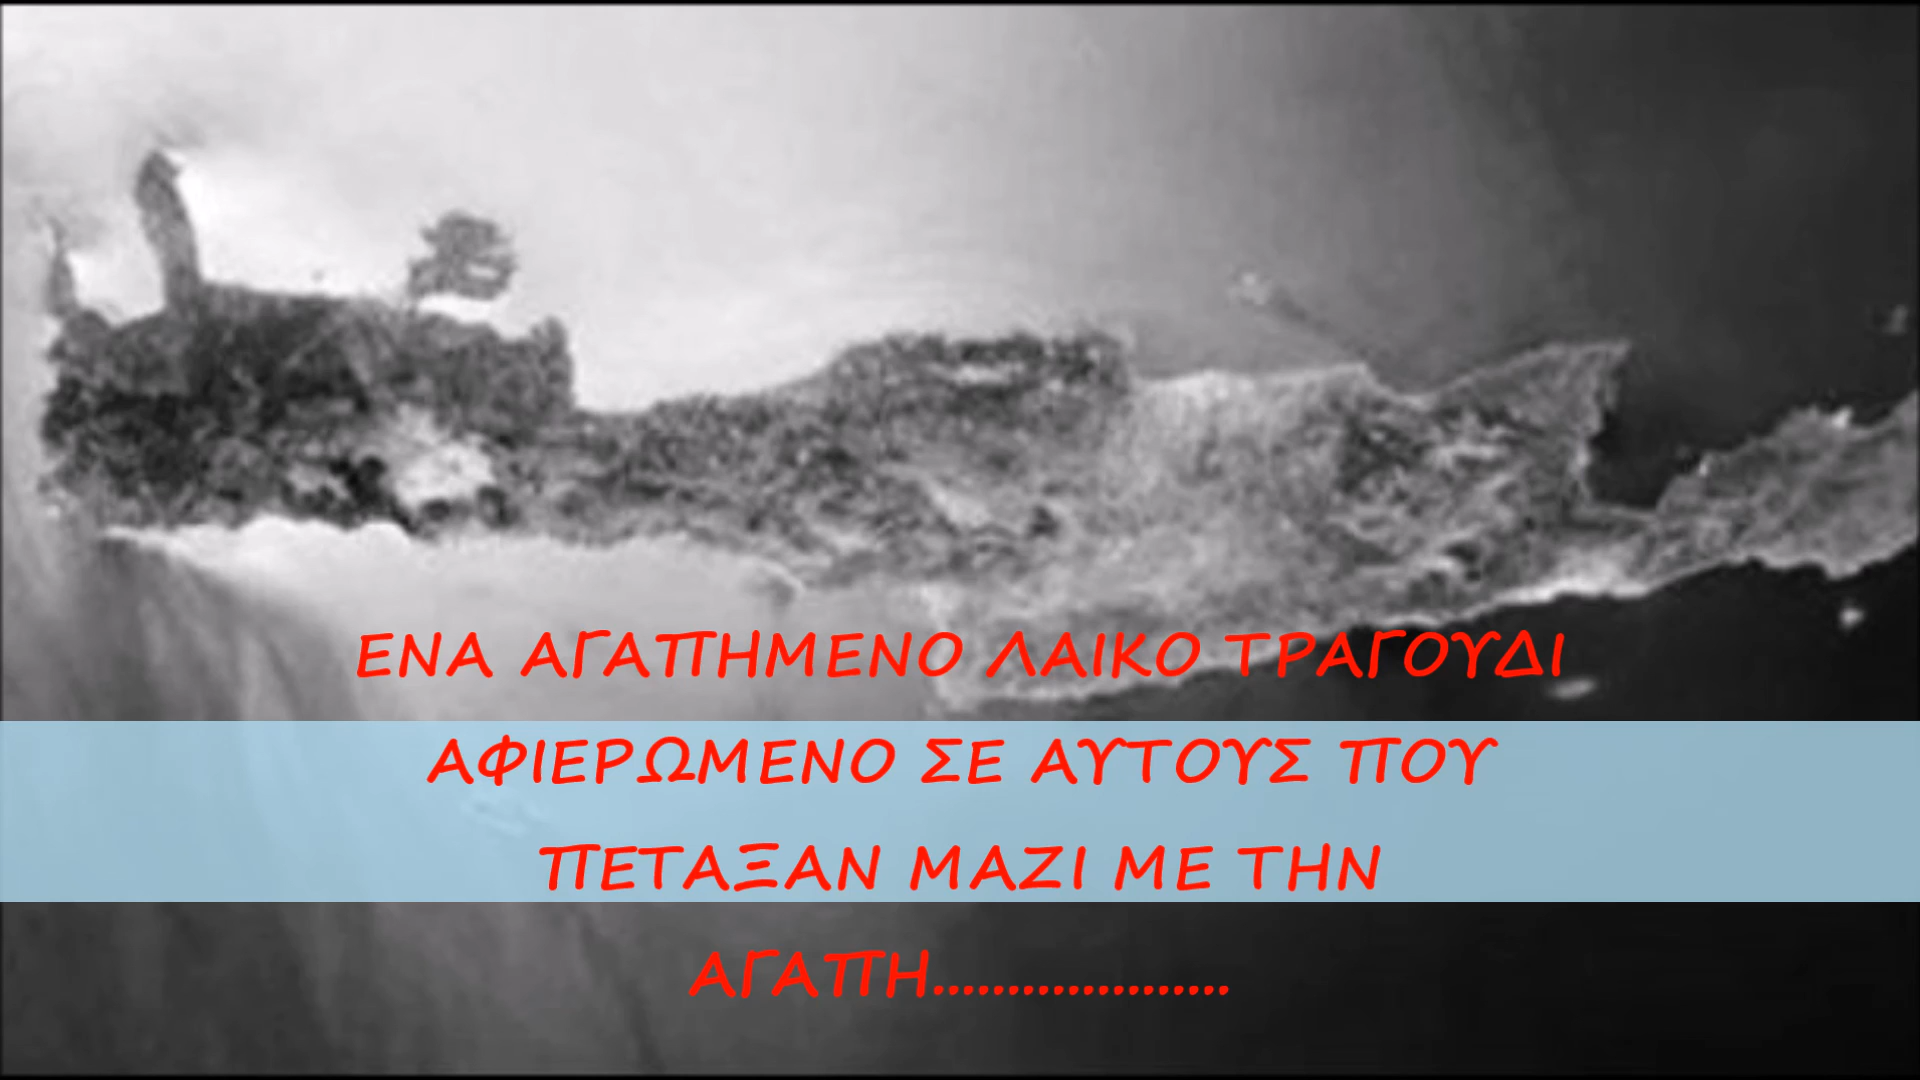 ΕΝΑ ΑΓΑΠΗΜΕΝΟ ΛΑΙΚΟ ΤΡΑΓΟΥΔΙ
ΑΦΙΕΡΩΜΕΝΟ ΣΕ ΑΥΤΟΥΣ ΠΟΥ
ΠΕΤΑΞΑΝ ΜΑΖΙ ΜΕ ΤΗΝ
ΑΓΑΠΗ....................